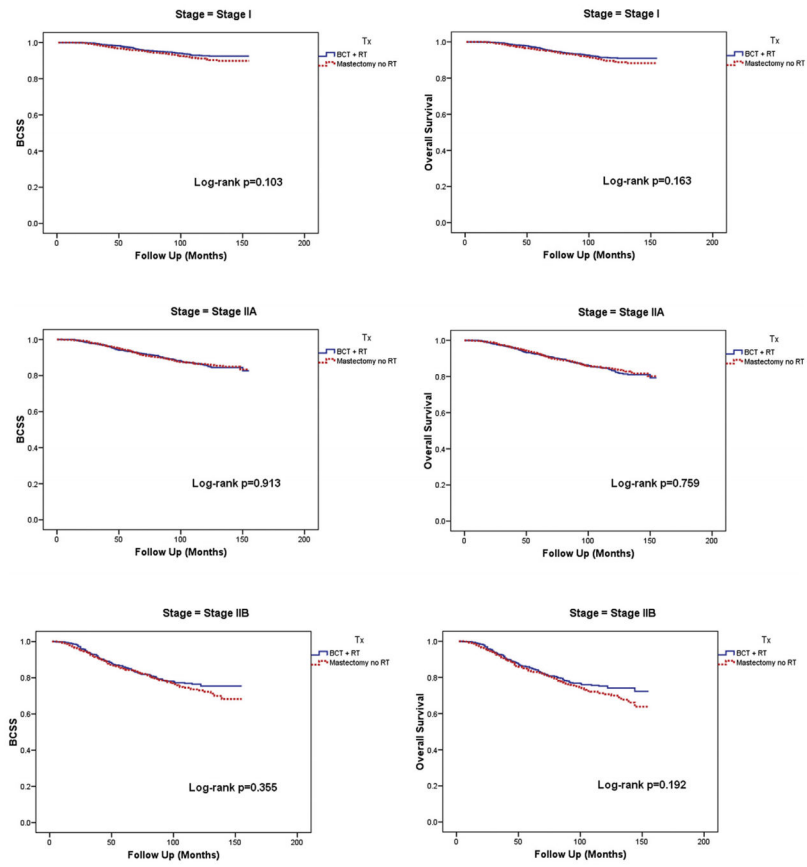 Stage = Stage I
Tx
BCT + RT
Mastectomy no RT
1.0
0.8
0.6
0.4
0.2
0.0
BCSS
Log-rank p=0.103
0 50 100 150 200
Follow Up (Months)
Stage = Stage I
Tx
BCT + RT
Mastectomy no RT
1.0
0.8
0.6
0.4
0.2
0.0
Overall Survival
Log-rank p=0.163
0 50 100 150 200
Follow Up (Months)
Stage = Stage IIA
Tx
BCT + RT
Mastectomy no RT
1.0
0.8
0.6
0.4
0.2
0.0
BCSS
Log-rank p=0.913
0 50 100 150 200
Follow Up (Months)
Stage = Stage IIA
Tx
BCT + RT
Mastectomy no RT
1.0
0.8
0.6
0.4
0.2
0.0
Overall Survival
Log-rank p=0.759
0 50 100 150 200
Follow Up (Months)
Stage = Stage IIB
Tx
BCT + RT
Mastectomy no RT
1.0
0.8
0.6
0.4
0.2
0.0
BCSS
Log-rank p=0.355
0 50 100 150 200
Follow Up (Months)
Stage = Stage IIB
Tx
BCT + RT
Mastectomy no RT
1.0
0.8
0.6
0.4
0.2
0.0
Overall Survival
Log-rank p=0.192
0 50 100 150 200
Follow Up (Months)